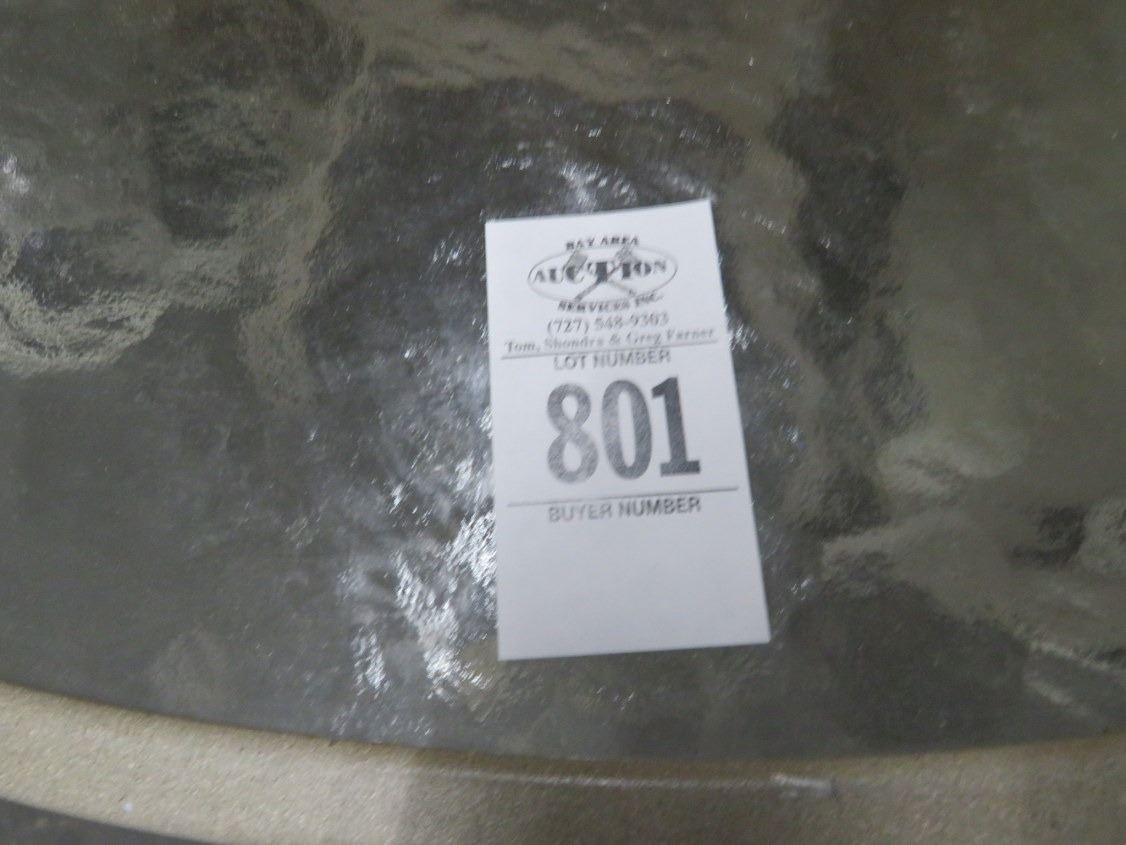 BAY AREA
AUCTION
SERVICES INC.
(727) 548-9303
Tom, Shondra & Greg Farner
LOT NUMBER
801
BUYER NUMBER